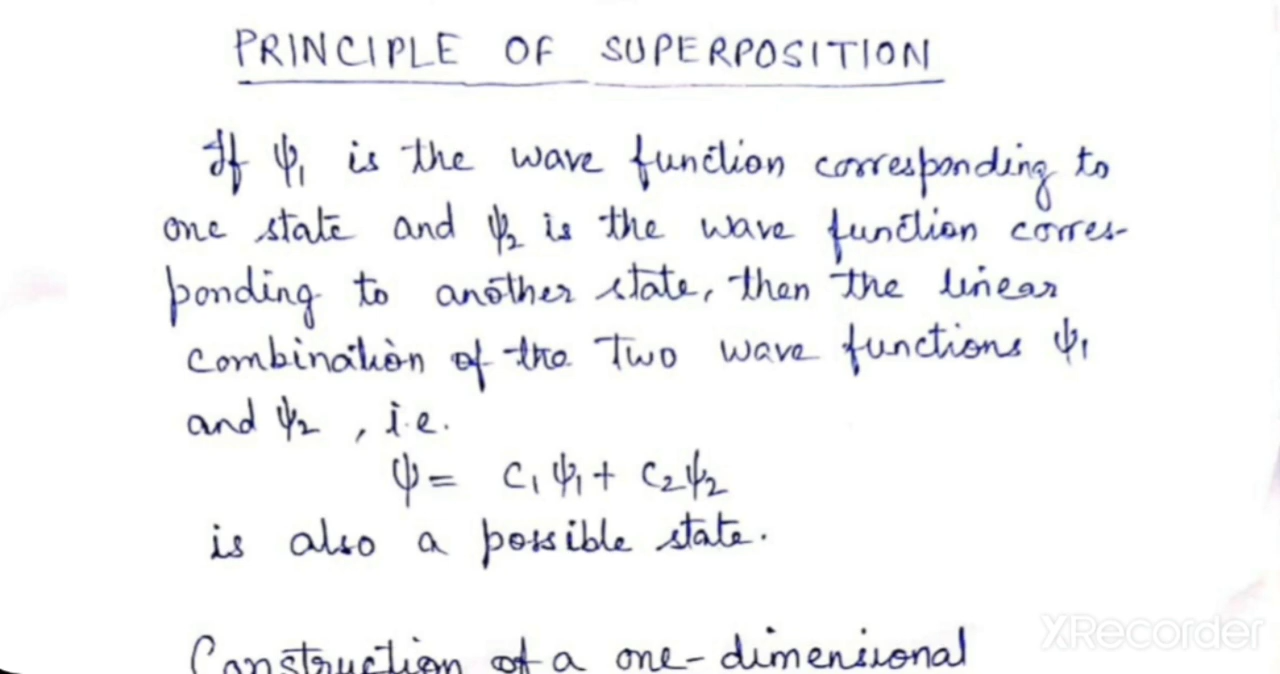 PRINCIPLE OF SUPERPOSITION
If ψ₁ is the wave function corresponding to
one state and ψ₂ is the wave function corres-
ponding to another state, then the linear
combination of the two wave functions ψ₁
and ψ₂ , i.e.
ψ = c₁ψ₁ + c₂ψ₂
is also a possible state.
Construction of a one-dimensional
XRecorder